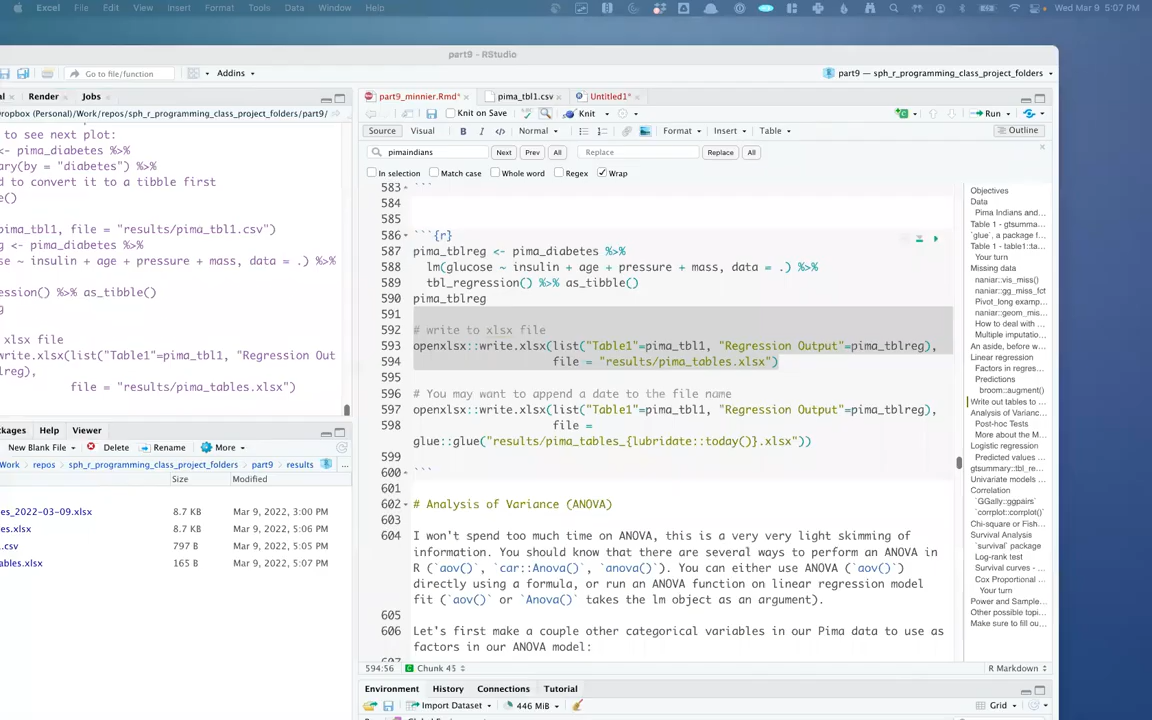 Excel File Edit View Insert Format Tools Data Window Help Wed Mar 9 5:07 PM
part9 - RStudio
Go to file/function Addins part9 — sph_r_programming_class_project_folders
Render Jobs
part9_minnier.Rmd* pima_tbl1.csv Untitled1*
ropbox (Personal)/Work/repos/sph_r_programming_class_project_folders/part9/
Knit on Save Knit Run
Source Visual B I Normal Format Insert Table Outline
pimaindians Next Prev All Replace Replace All
In selection Match case Whole word Regex Wrap
to see next plot:
<- pima_diabetes %>%
ary(by = "diabetes") %>%
d to convert it to a tibble first
e()
pima_tbl1, file = "results/pima_tbl1.csv")
g <- pima_diabetes %>%
se ~ insulin + age + pressure + mass, data = .) %>%
ession() %>% as_tibble()
g
xlsx file
write.xlsx(list("Table1"=pima_tbl1, "Regression Out
lreg),
file = "results/pima_tables.xlsx")
583 ```
584
585
586 ```{r}
587 pima_tblreg <- pima_diabetes %>%
588 lm(glucose ~ insulin + age + pressure + mass, data = .) %>%
589 tbl_regression() %>% as_tibble()
590 pima_tblreg
591
592 # write to xlsx file
593 openxlsx::write.xlsx(list("Table1"=pima_tbl1, "Regression Output"=pima_tblreg),
594 file = "results/pima_tables.xlsx")
595
596 # You may want to append a date to the file name
597 openxlsx::write.xlsx(list("Table1"=pima_tbl1, "Regression Output"=pima_tblreg),
598 file =
glue::glue("results/pima_tables_{lubridate::today()}.xlsx"))
599
600 ```
601
602 # Analysis of Variance (ANOVA)
603
604 I won't spend too much time on ANOVA, this is a very very light skimming of
information. You should know that there are several ways to perform an ANOVA in
R (`aov()`, `car::Anova()`, `anova()`). You can either use ANOVA (`aov()`)
directly using a formula, or run an ANOVA function on linear regression model
fit (`aov()` or `Anova()` takes the lm object as an argument).
605
606 Let's first make a couple other categorical variables in our Pima data to use as
factors in our ANOVA model:
594:56 Chunk 45 R Markdown
Objectives
Data
Pima Indians and...
Table 1 - gtsumma...
`glue`, a package f...
Table 1 - table1::ta...
Your turn
Missing data
naniar::vis_miss()
naniar::gg_miss_fct
Pivot_long examp...
naniar::geom_mis...
How to deal with ...
Multiple imputatio...
An aside, before w...
Linear regression
Factors in regres...
Predictions
broom::augment()
Write out tables to ...
Analysis of Varianc...
Post-hoc Tests
More about the M...
Logistic regression
Predicted values ...
gtsummary::tbl_re...
Univariate models ...
Correlation
`GGally::ggpairs`
`corrplot::corrplot()`
Chi-square or Fish...
Survival Analysis
`survival` package
Log-rank test
Survival curves - ...
Cox Proportional ...
Your turn
Power and Sample...
Other possible topi...
Make sure to fill ou...
ckages Help Viewer
New Blank File Delete Rename More
Work repos sph_r_programming_class_project_folders part9 results
Size Modified
es_2022-03-09.xlsx 8.7 KB Mar 9, 2022, 3:00 PM
es.xlsx 8.7 KB Mar 9, 2022, 5:06 PM
.csv 797 B Mar 9, 2022, 5:05 PM
ables.xlsx 165 B Mar 9, 2022, 5:07 PM
Environment History Connections Tutorial
Import Dataset 446 MiB Grid